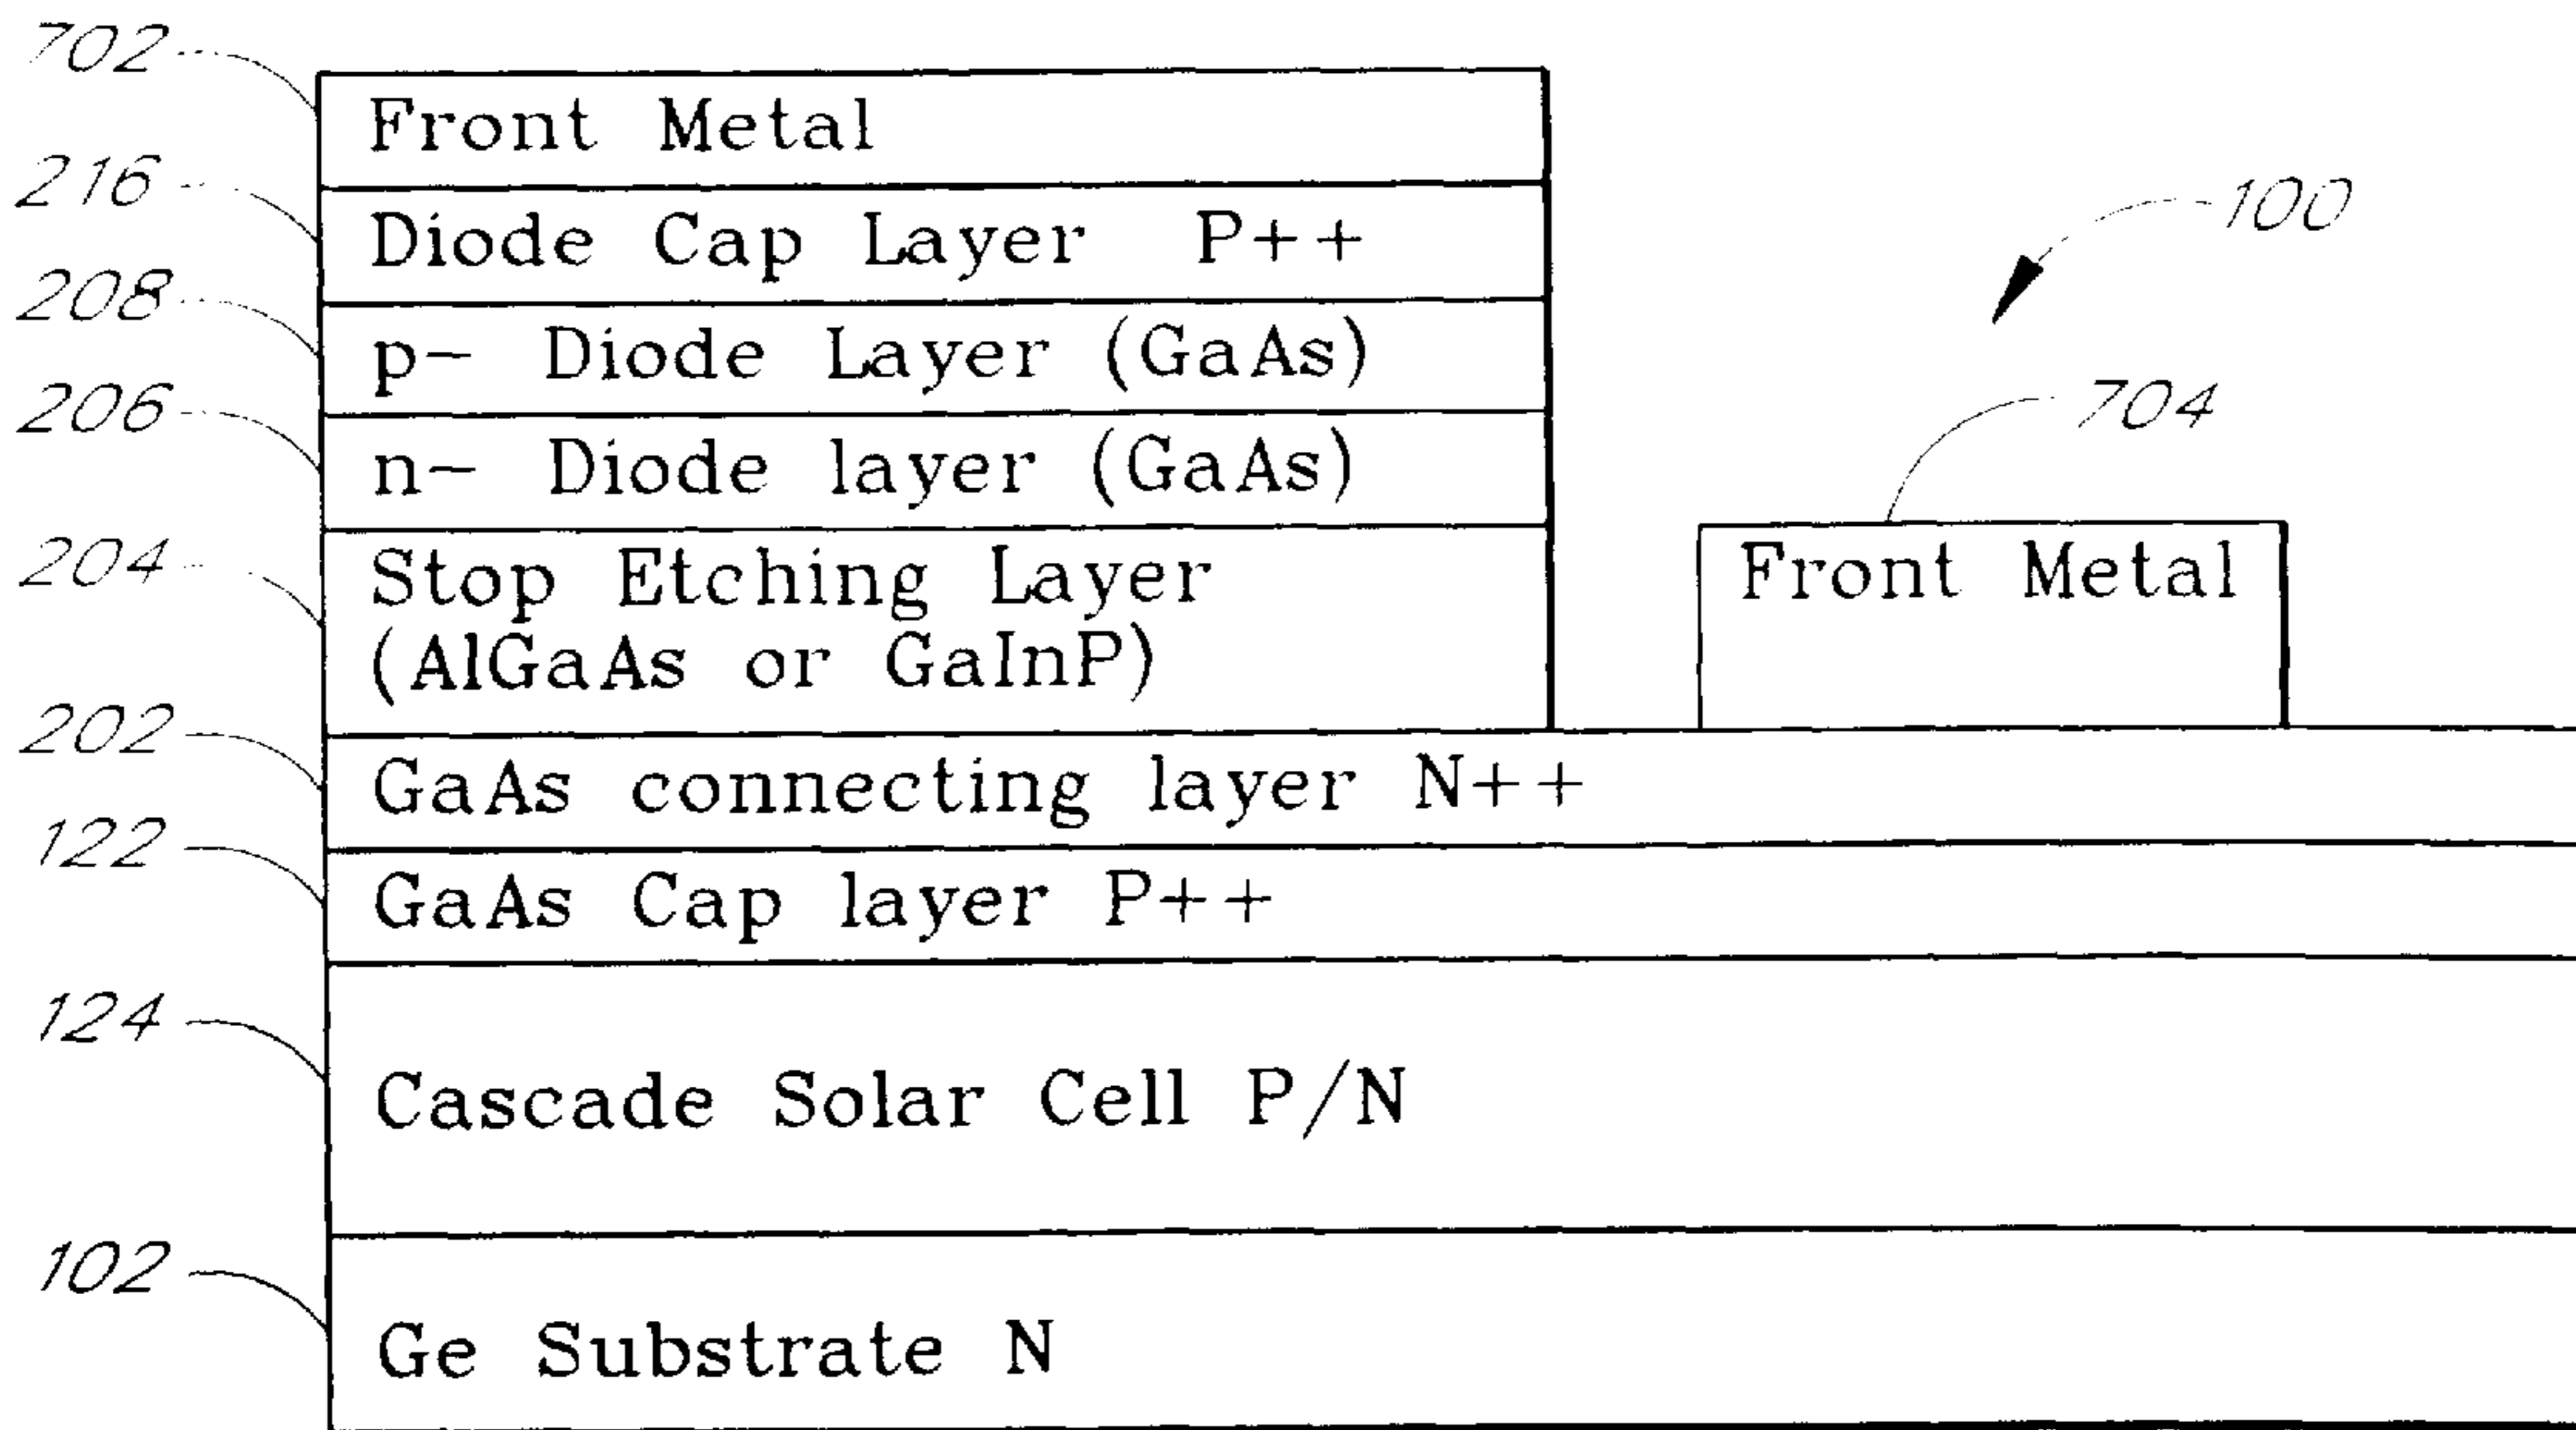 702
Front Metal
216
Diode Cap Layer P++
100
208
p- Diode Layer (GaAs)
206
n- Diode layer (GaAs)
704
204
Stop Etching Layer
(AlGaAs or GaInP)
Front Metal
202
GaAs connecting layer N++
122
GaAs Cap layer P++
124
Cascade Solar Cell P/N
102
Ge Substrate N